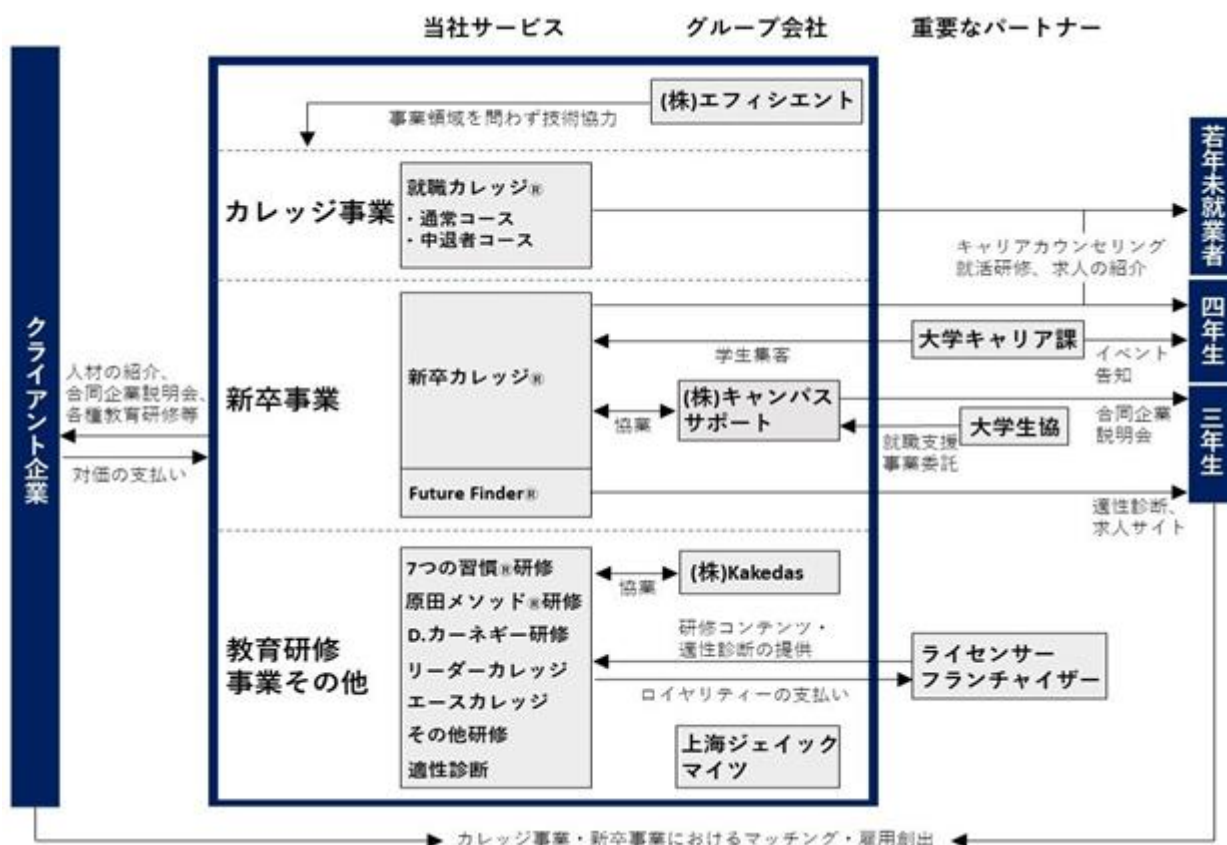 当社サービス
グループ会社
重要なパートナー
(株)エフィシエント
事業領域を問わず技術協力
カレッジ事業
就職カレッジ®
・通常コース
・中退者コース
若年未就業者
キャリアカウンセリング
就活研修、求人の紹介
クライアント企業
人材の紹介、
合同企業説明会、
各種教育研修等
対価の支払い
新卒事業
新卒カレッジ®
学生集客
大学キャリア課
イベント
告知
四年生
協業
(株)キャンパス
サポート
就職支援
事業委託
大学生協
合同企業
説明会
三年生
Future Finder®
適性診断、
求人サイト
教育研修
事業その他
7つの習慣®研修
原田メソッド®研修
D.カーネギー研修
リーダーカレッジ
エースカレッジ
その他研修
適性診断
協業
(株)Kakedas
研修コンテンツ・
適性診断の提供
ロイヤリティーの支払い
ライセンサー
フランチャイザー
上海ジェイック
マイツ
カレッジ事業・新卒事業におけるマッチング・雇用創出